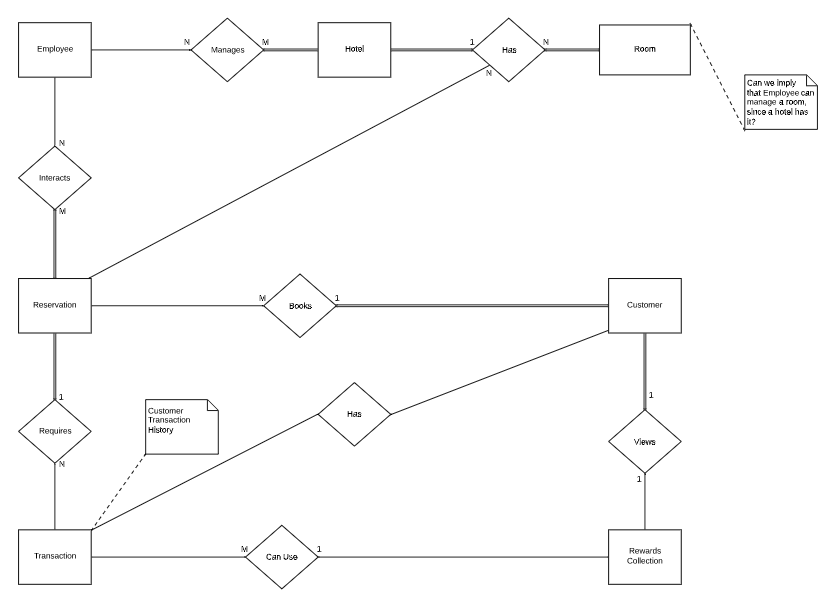 Employee
N
Manages
M
Hotel
1
Has
N
Room
N
Can we imply
that Employee can
manage a room,
since a hotel has
it?
N
Interacts
M
Reservation
M
Books
1
Customer
1
Requires
N
Customer
Transaction
History
Has
1
Views
1
Transaction
M
Can Use
1
Rewards
Collection